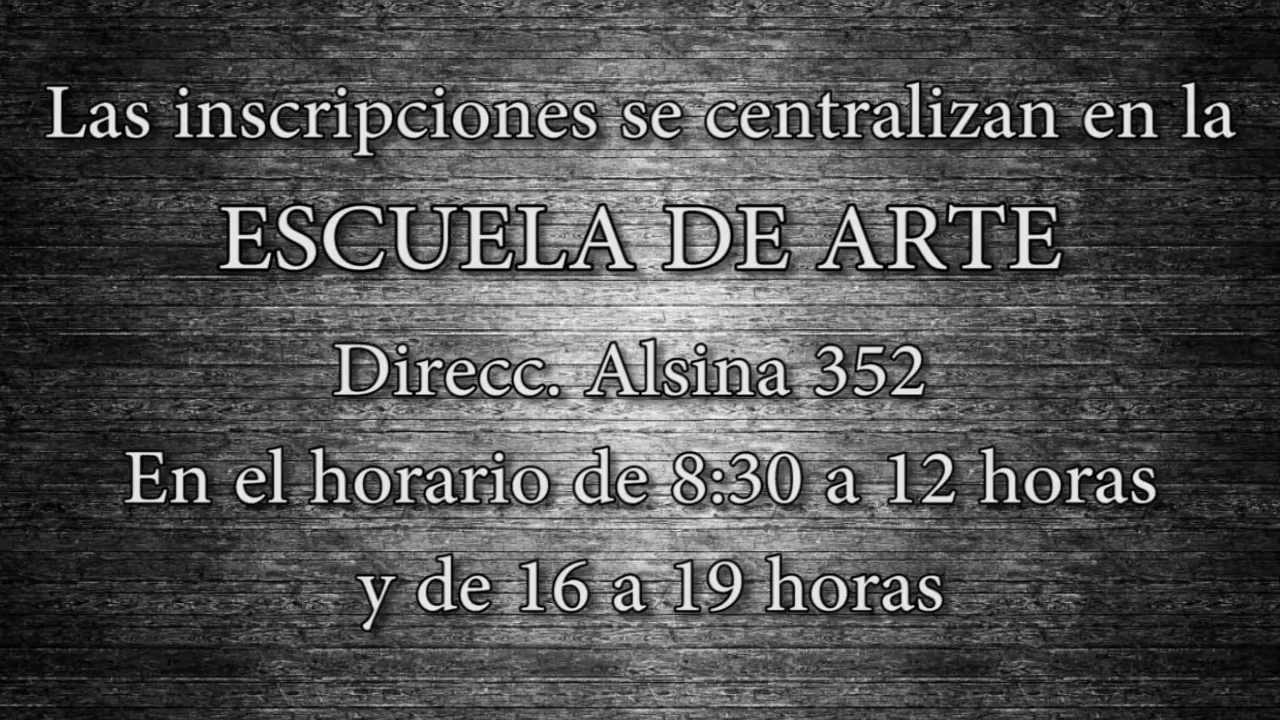 Las inscripciones se centralizan en la
ESCUELA DE ARTE
Direcc. Alsina 352
En el horario de 8:30 a 12 horas
y de 16 a 19 horas